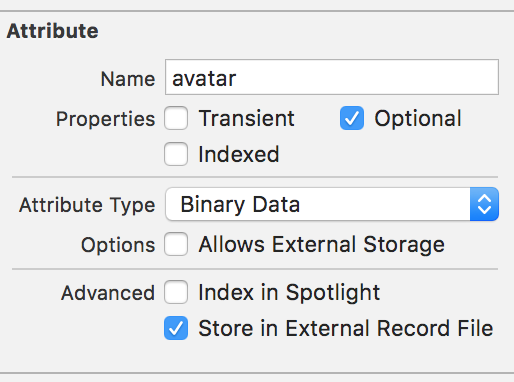 Attribute
Name avatar
Properties Transient Optional
Indexed
Attribute Type Binary Data
Options Allows External Storage
Advanced Index in Spotlight
Store in External Record File